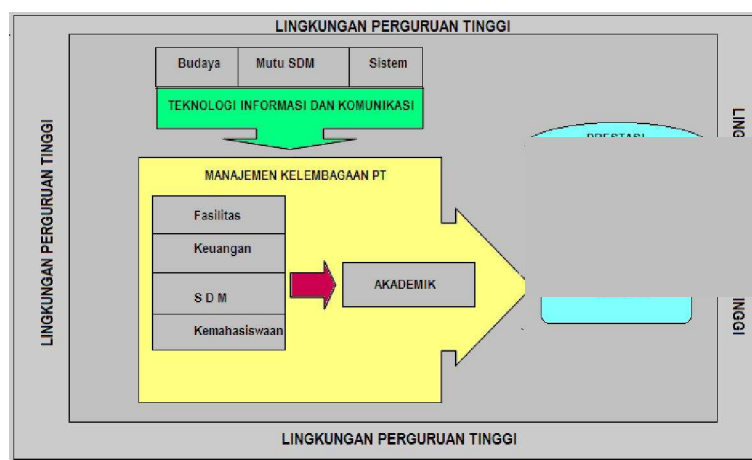 LINGKUNGAN PERGURUAN TINGGI
Budaya
Mutu SDM
Sistem
TEKNOLOGI INFORMASI DAN KOMUNIKASI
LINGKUNGAN PERGURUAN TINGGI
MANAJEMEN KELEMBAGAAN PT
Fasilitas
Keuangan
S D M
Kemahasiswaan
AKADEMIK
TINGGI
LINGKUNGAN PERGURUAN TINGGI